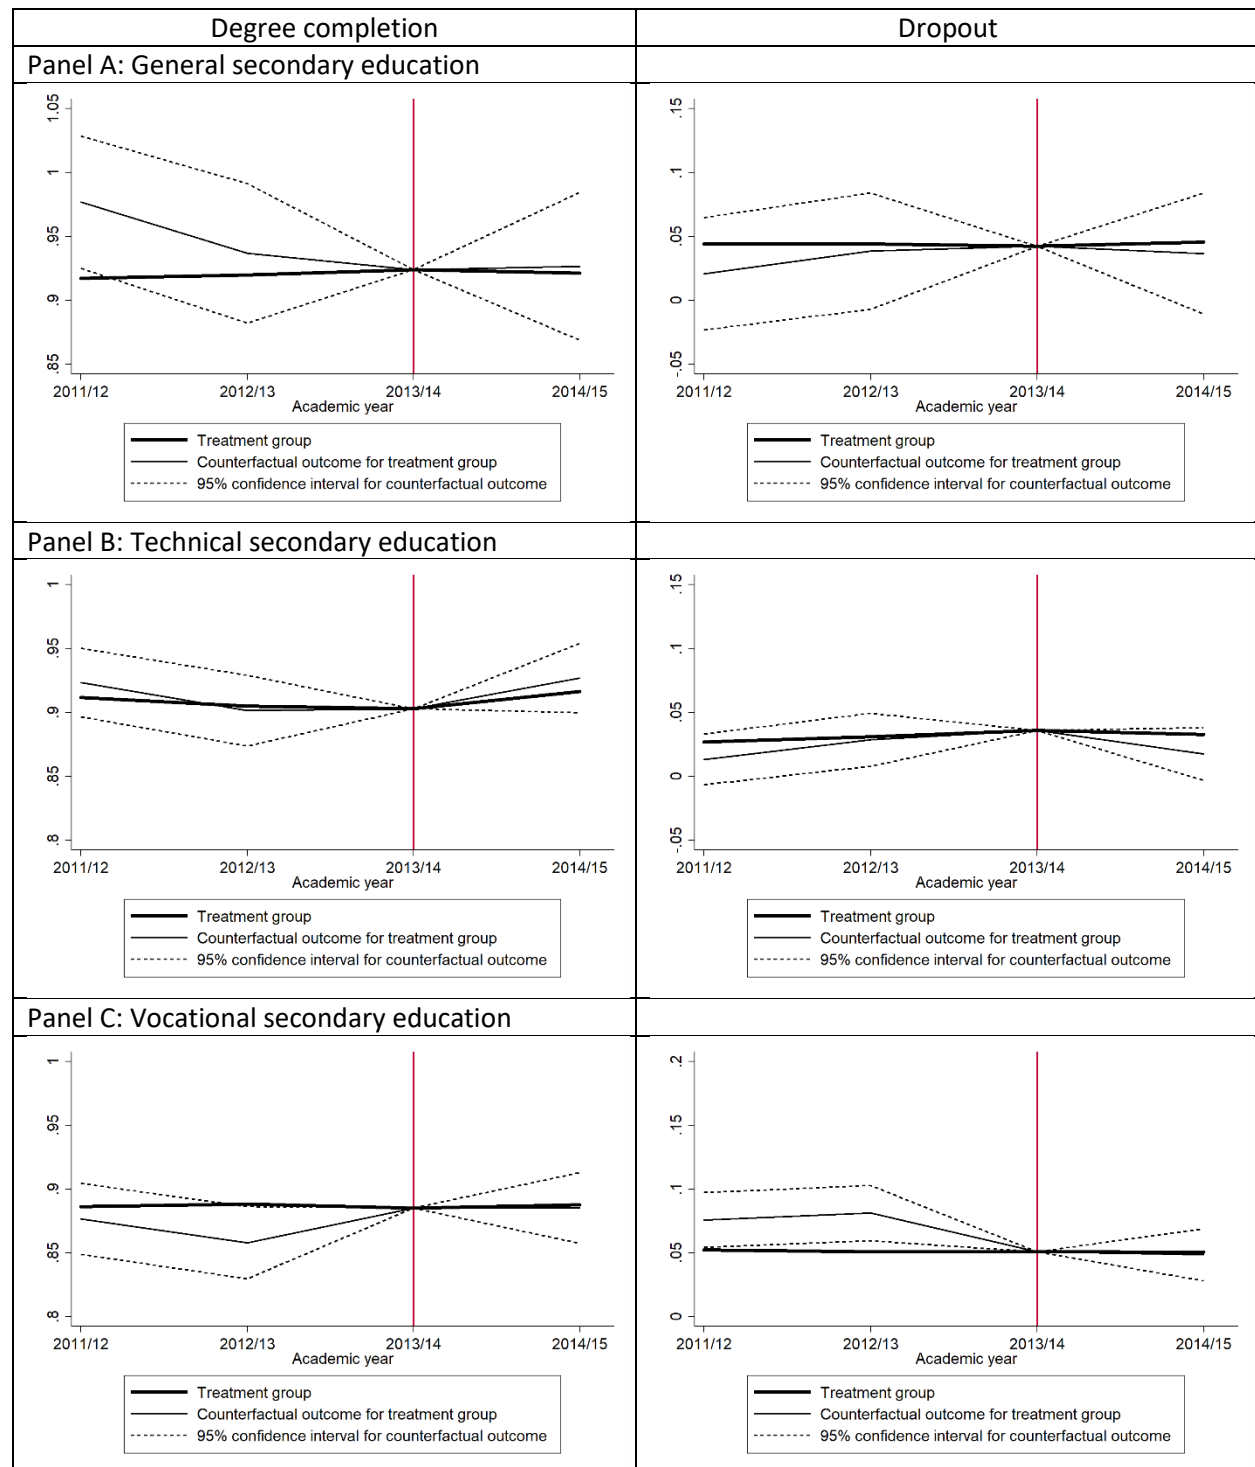 Degree completion
Dropout
Panel A: General secondary education
1.05
1
.95
.9
.85
2011/12
2012/13
2013/14
2014/15
Academic year
Treatment group
Counterfactual outcome for treatment group
95% confidence interval for counterfactual outcome
.15
.1
.05
0
-.05
2011/12
2012/13
2013/14
2014/15
Academic year
Treatment group
Counterfactual outcome for treatment group
95% confidence interval for counterfactual outcome
Panel B: Technical secondary education
1
.95
.9
.85
.8
2011/12
2012/13
2013/14
2014/15
Academic year
Treatment group
Counterfactual outcome for treatment group
95% confidence interval for counterfactual outcome
.15
.1
.05
0
-.05
2011/12
2012/13
2013/14
2014/15
Academic year
Treatment group
Counterfactual outcome for treatment group
95% confidence interval for counterfactual outcome
Panel C: Vocational secondary education
1
.95
.9
.85
.8
2011/12
2012/13
2013/14
2014/15
Academic year
Treatment group
Counterfactual outcome for treatment group
95% confidence interval for counterfactual outcome
.2
.15
.1
.05
0
2011/12
2012/13
2013/14
2014/15
Academic year
Treatment group
Counterfactual outcome for treatment group
95% confidence interval for counterfactual outcome